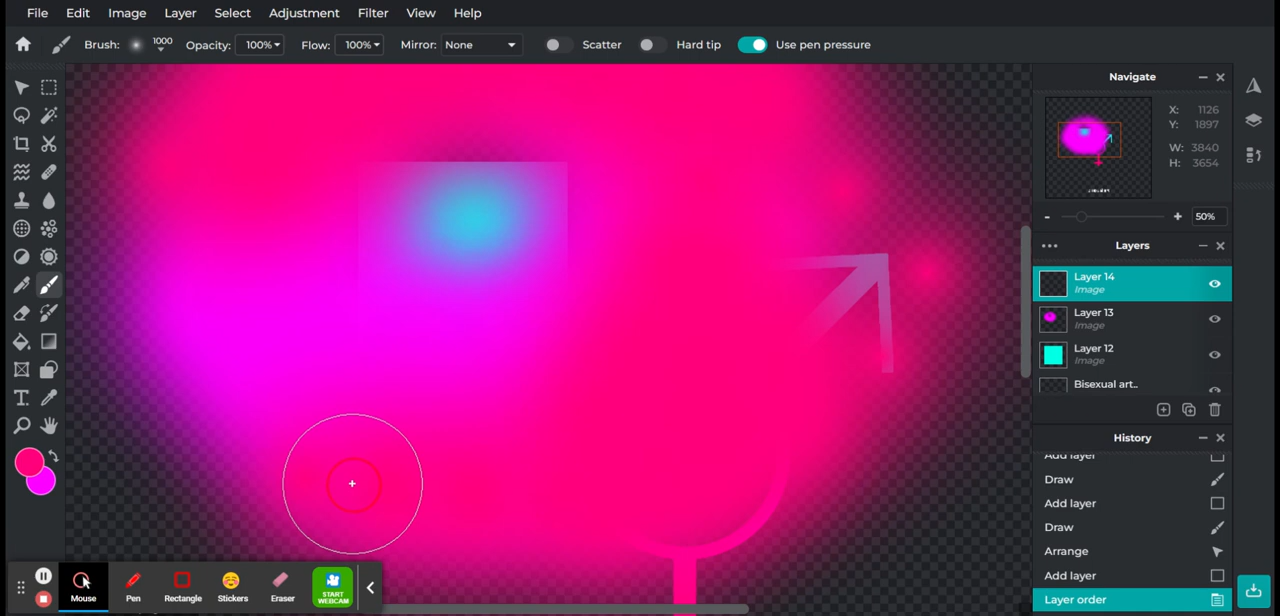 File Edit Image Layer Select Adjustment Filter View Help
Brush: 1000 Opacity: 100% Flow: 100% Mirror: None Scatter Hard tip Use pen pressure
Navigate
X: 1126
Y: 1897
W: 3840
H: 3654
50%
Layers
Layer 14
Image
Layer 13
Image
Layer 12
Image
Bisexual art..
History
Add layer
Draw
Add layer
Draw
Arrange
Add layer
Layer order
Mouse Pen Rectangle Stickers Eraser START WEBCAM